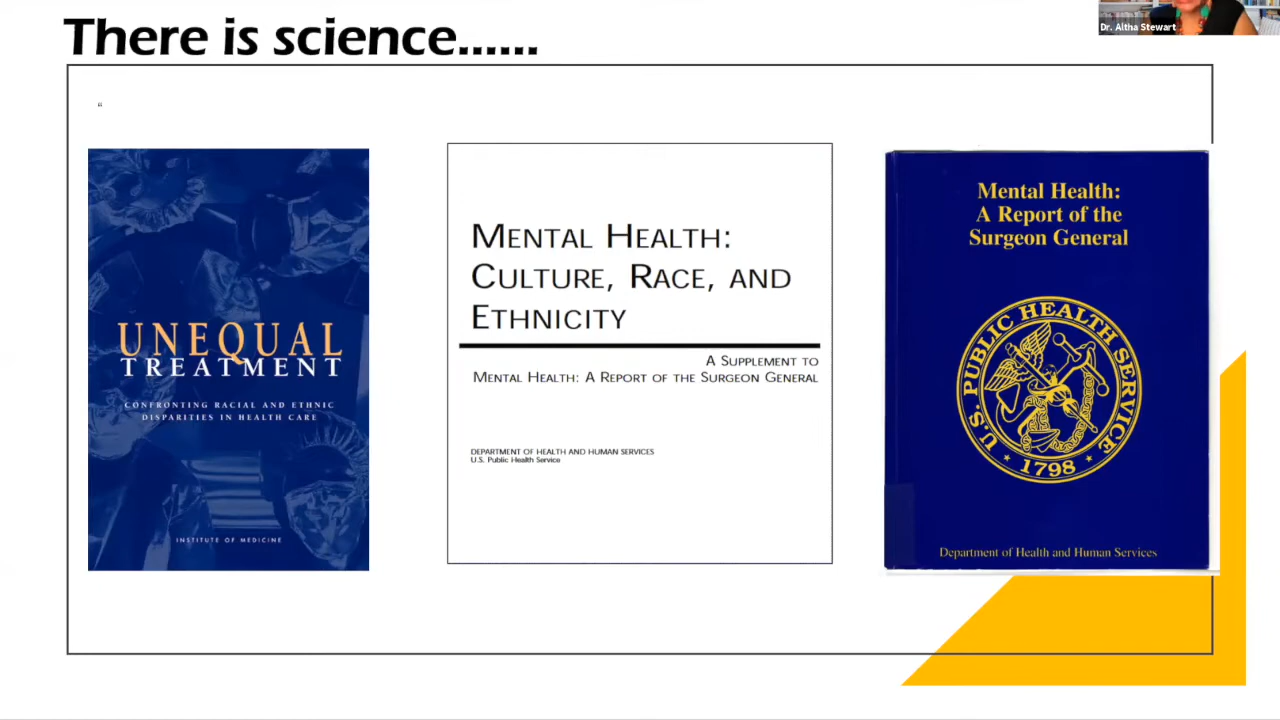 There is science......
Dr. Altha Stewart
“
UNEQUAL
TREATMENT
CONFRONTING RACIAL AND ETHNIC
DISPARITIES IN HEALTH CARE
INSTITUTE OF MEDICINE
MENTAL HEALTH:
CULTURE, RACE, AND
ETHNICITY
A SUPPLEMENT TO
MENTAL HEALTH: A REPORT OF THE SURGEON GENERAL
DEPARTMENT OF HEALTH AND HUMAN SERVICES
U.S. Public Health Service
Mental Health:
A Report of the
Surgeon General
U.S. PUBLIC HEALTH SERVICE
1798
Department of Health and Human Services